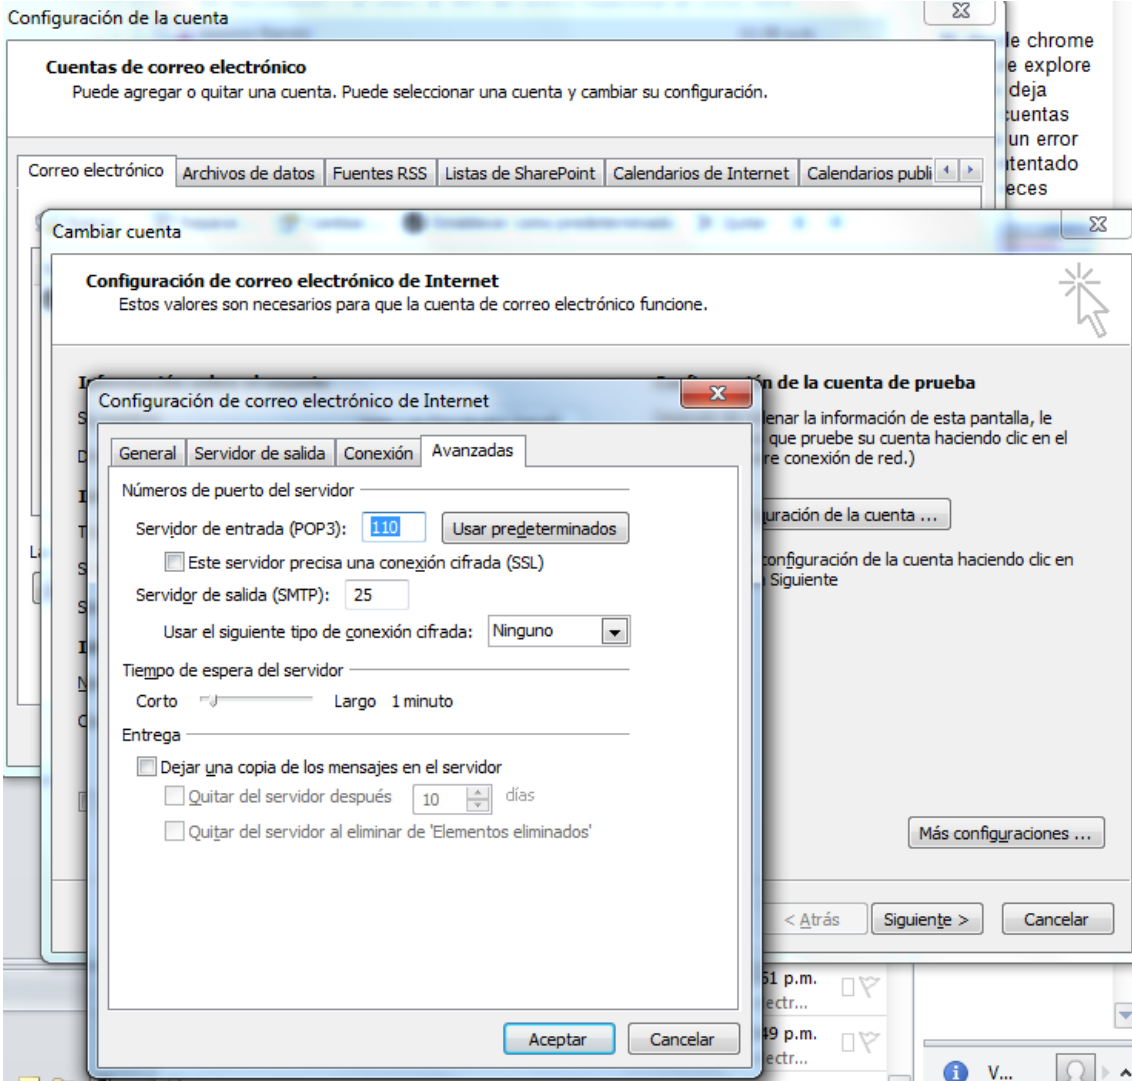 Configuración de la cuenta
Cuentas de correo electrónico
Puede agregar o quitar una cuenta. Puede seleccionar una cuenta y cambiar su configuración.
Correo electrónico
Archivos de datos
Fuentes RSS
Listas de SharePoint
Calendarios de Internet
Calendarios publi
le chrome
e explore
deja
cuentas
un error
ntentado
eces
Cambiar cuenta
Configuración de correo electrónico de Internet
Estos valores son necesarios para que la cuenta de correo electrónico funcione.
n de la cuenta de prueba
enar la información de esta pantalla, le
que pruebe su cuenta haciendo clic en el
re conexión de red.)
uración de la cuenta ...
configuración de la cuenta haciendo clic en
Siguiente
Más configuraciones ...
< Atrás
Siguiente >
Cancelar
Configuración de correo electrónico de Internet
General
Servidor de salida
Conexión
Avanzadas
Números de puerto del servidor
Servidor de entrada (POP3):
110
Usar predeterminados
Este servidor precisa una conexión cifrada (SSL)
Servidor de salida (SMTP):
25
Usar el siguiente tipo de conexión cifrada:
Ninguno
Tiempo de espera del servidor
Corto
Largo
1 minuto
Entrega
Dejar una copia de los mensajes en el servidor
Quitar del servidor después
10
días
Quitar del servidor al eliminar de 'Elementos eliminados'
Aceptar
Cancelar
51 p.m.
ectr...
49 p.m.
ectr...
V...